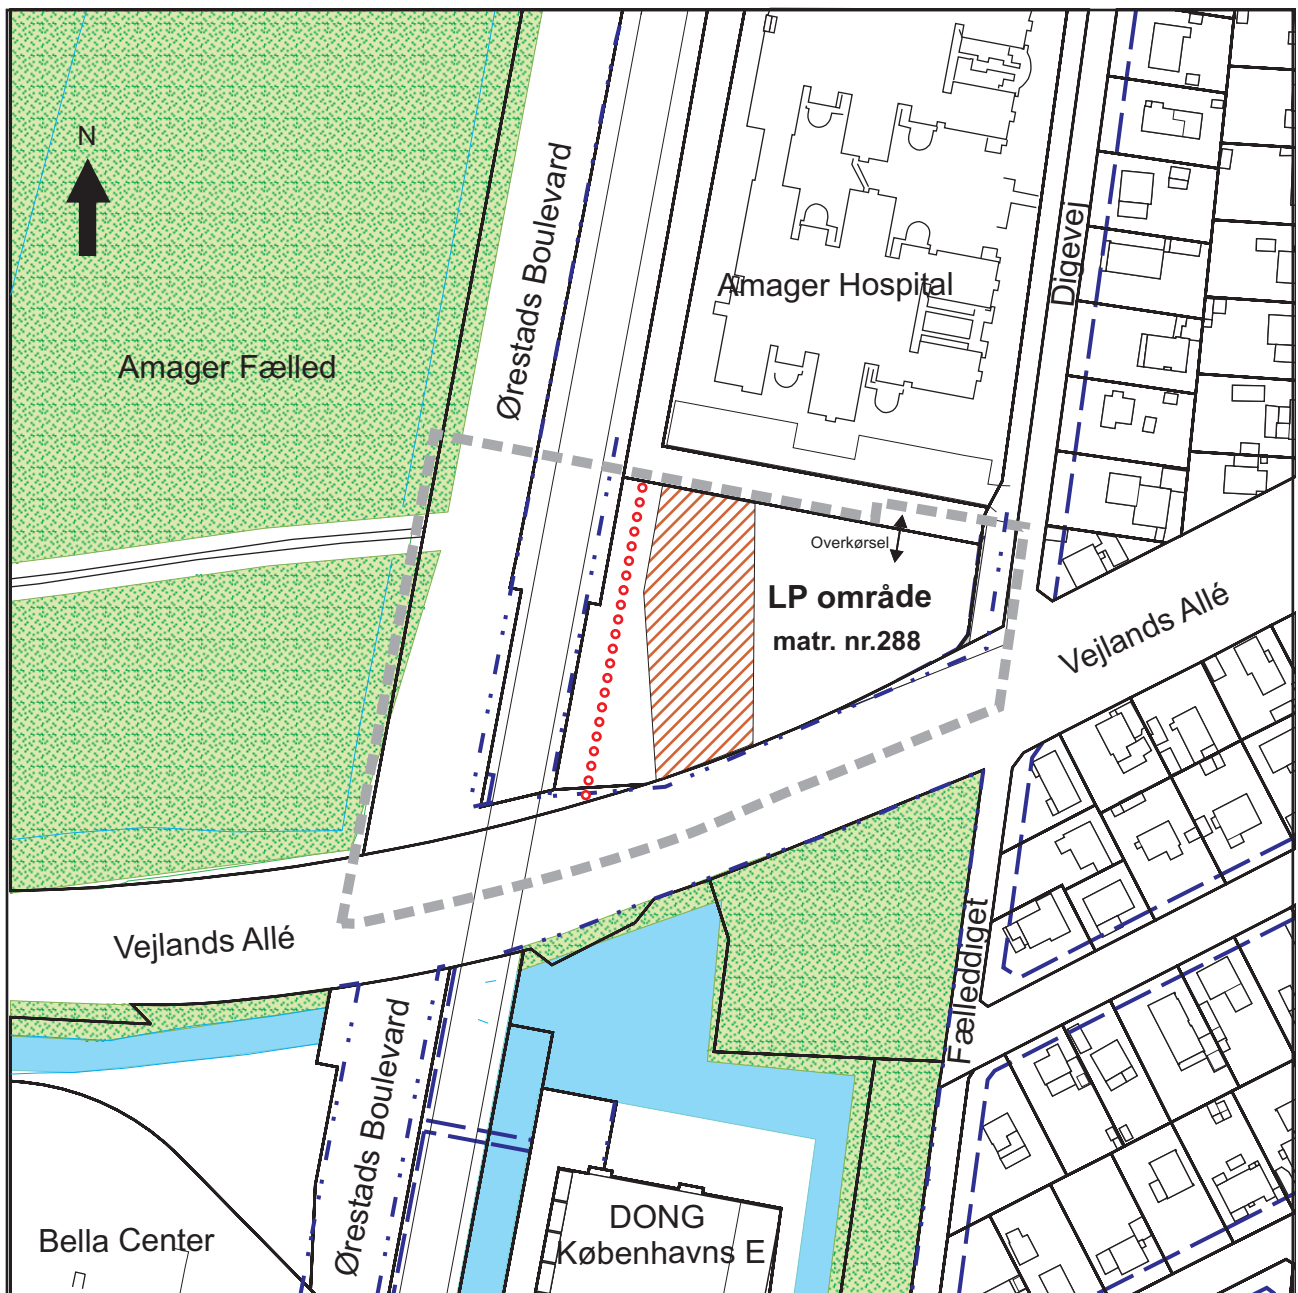 N
Ørestads Boulevard
Amager Hospital
Digevej
Amager Fælled
Overkørsel
LP område
matr. nr.288
Vejlands Allé
Vejlands Allé
Fælleddiget
Ørestads Boulevard
Bella Center
DONG
Københavns E